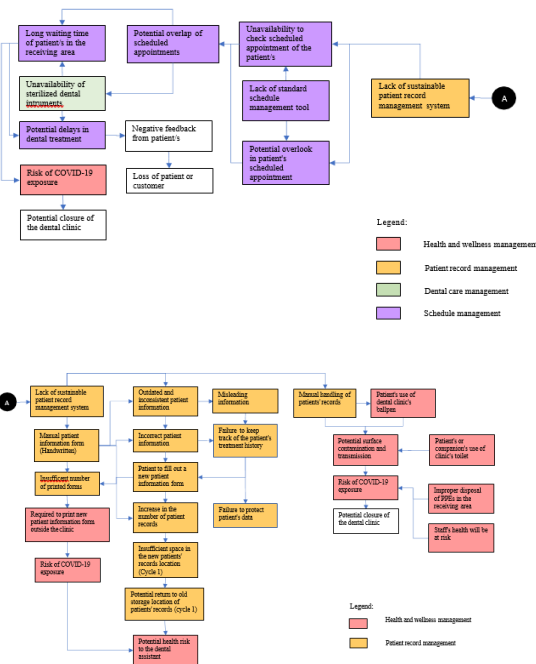 Long waiting time
of patient/s in the
receiving area
Potential overlap of
scheduled
appointments
Unavailability to
check scheduled
appointment of the
patient/s
Unavailability of
sterilized dental
intruments
Lack of standard
schedule
management tool
Lack of sustainable
patient record
management system
A
Potential delays in
dental treatment
Negative feedback
from patient/s
Potential overlook
in patient's
scheduled
appointment
Risk of COVID-19
exposure
Loss of patient or
customer
Potential closure of
the dental clinic
Legend:
Health and wellness management
Patient record management
Dental care management
Schedule management
A
Lack of sustainable
patient record
management system
Outdated and
inconsistent patient
information
Misleading
information
Manual handling of
patients' records
Patient's use of
dental clinic's
ballpen
Manual patient
information form
(Handwritten)
Incorrect patient
information
Failure to keep
track of the patient's
treatment history
Potential surface
contamination and
transmission
Patient's or
companion's use of
clinic's toilet
Insufficient number
of printed forms
Patient to fill out a
new patient
information form
Risk of COVID-19
exposure
Improper disposal
of PPEs in the
receiving area
Required to print new
patient information form
outside the clinic
Increase in the
number of patient
records
Failure to protect
patient's data
Potential closure of
the dental clinic
Staff's health will be
at risk
Risk of COVID-19
exposure
Insufficient space in
the new patients'
records location
(Cycle 1)
Potential return to old
storage location of
patients' records (cycle 1)
Potential health risk
to the dental
assistant
Legend:
Health and wellness management
Patient record management